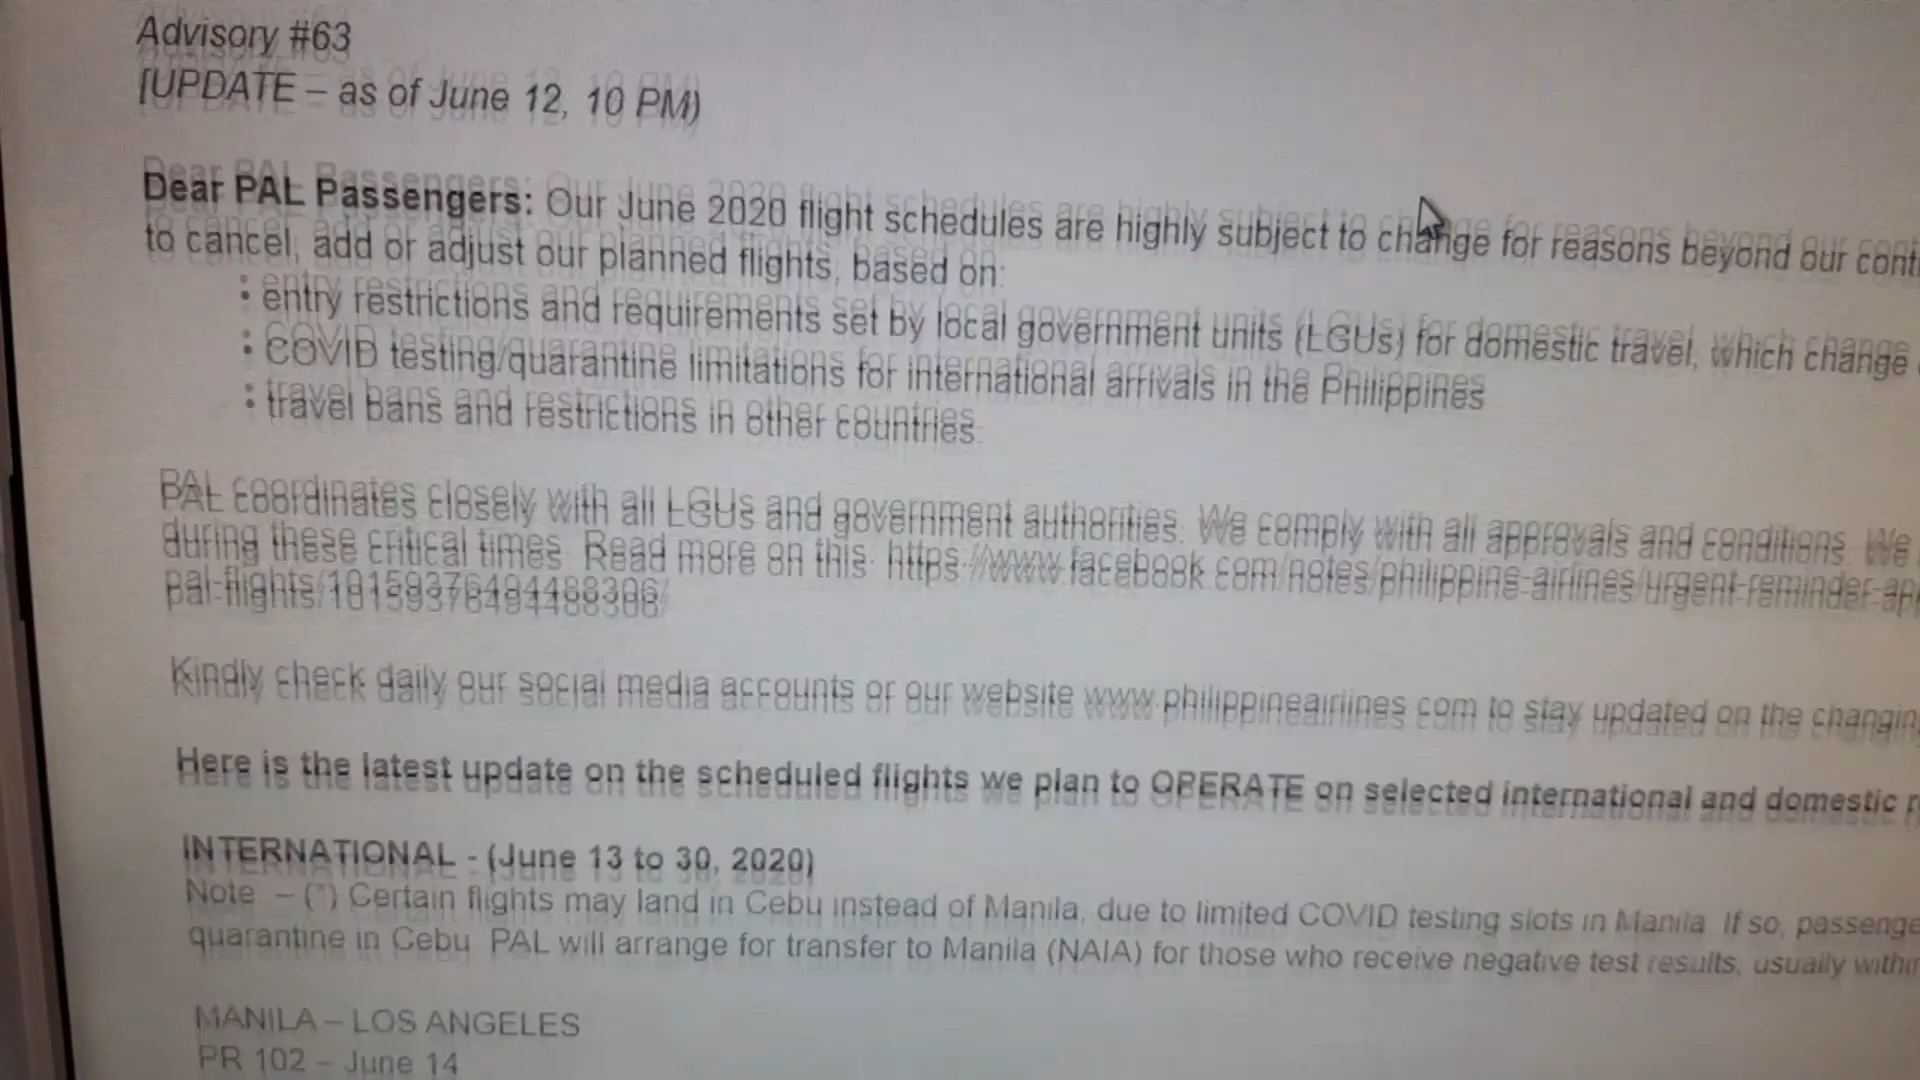 Advisory #63
(UPDATE – as of June 12, 10 PM)
Dear PAL Passengers: Our June 2020 flight schedules are highly subject to change for reasons beyond our
to cancel, add or adjust our planned flights, based on:
• entry restrictions and requirements set by local government units (LGUs) for domestic travel, which change
• COVID testing/quarantine limitations for international arrivals in the Philippines
• travel bans and restrictions in other countries.
PAL coordinates closely with all LGUs and government authorities. We comply with all approvals and conditions. We
during these critical times. Read more on this: https://www.facebook.com/notes/philippine-airlines/urgent-reminder-
Kindly check daily our social media accounts or our website www.philippineairlines.com to stay updated on the
Here is the latest update on the scheduled flights we plan to OPERATE on selected international and domestic
INTERNATIONAL - (June 13 to 30, 2020)
Note – (*) Certain flights may land in Cebu instead of Manila, due to limited COVID testing slots in Manila. If so,
quarantine in Cebu. PAL will arrange for transfer to Manila (NAIA) for those who receive negative test results, usually
MANILA – LOS ANGELES
PR 102 – June 14